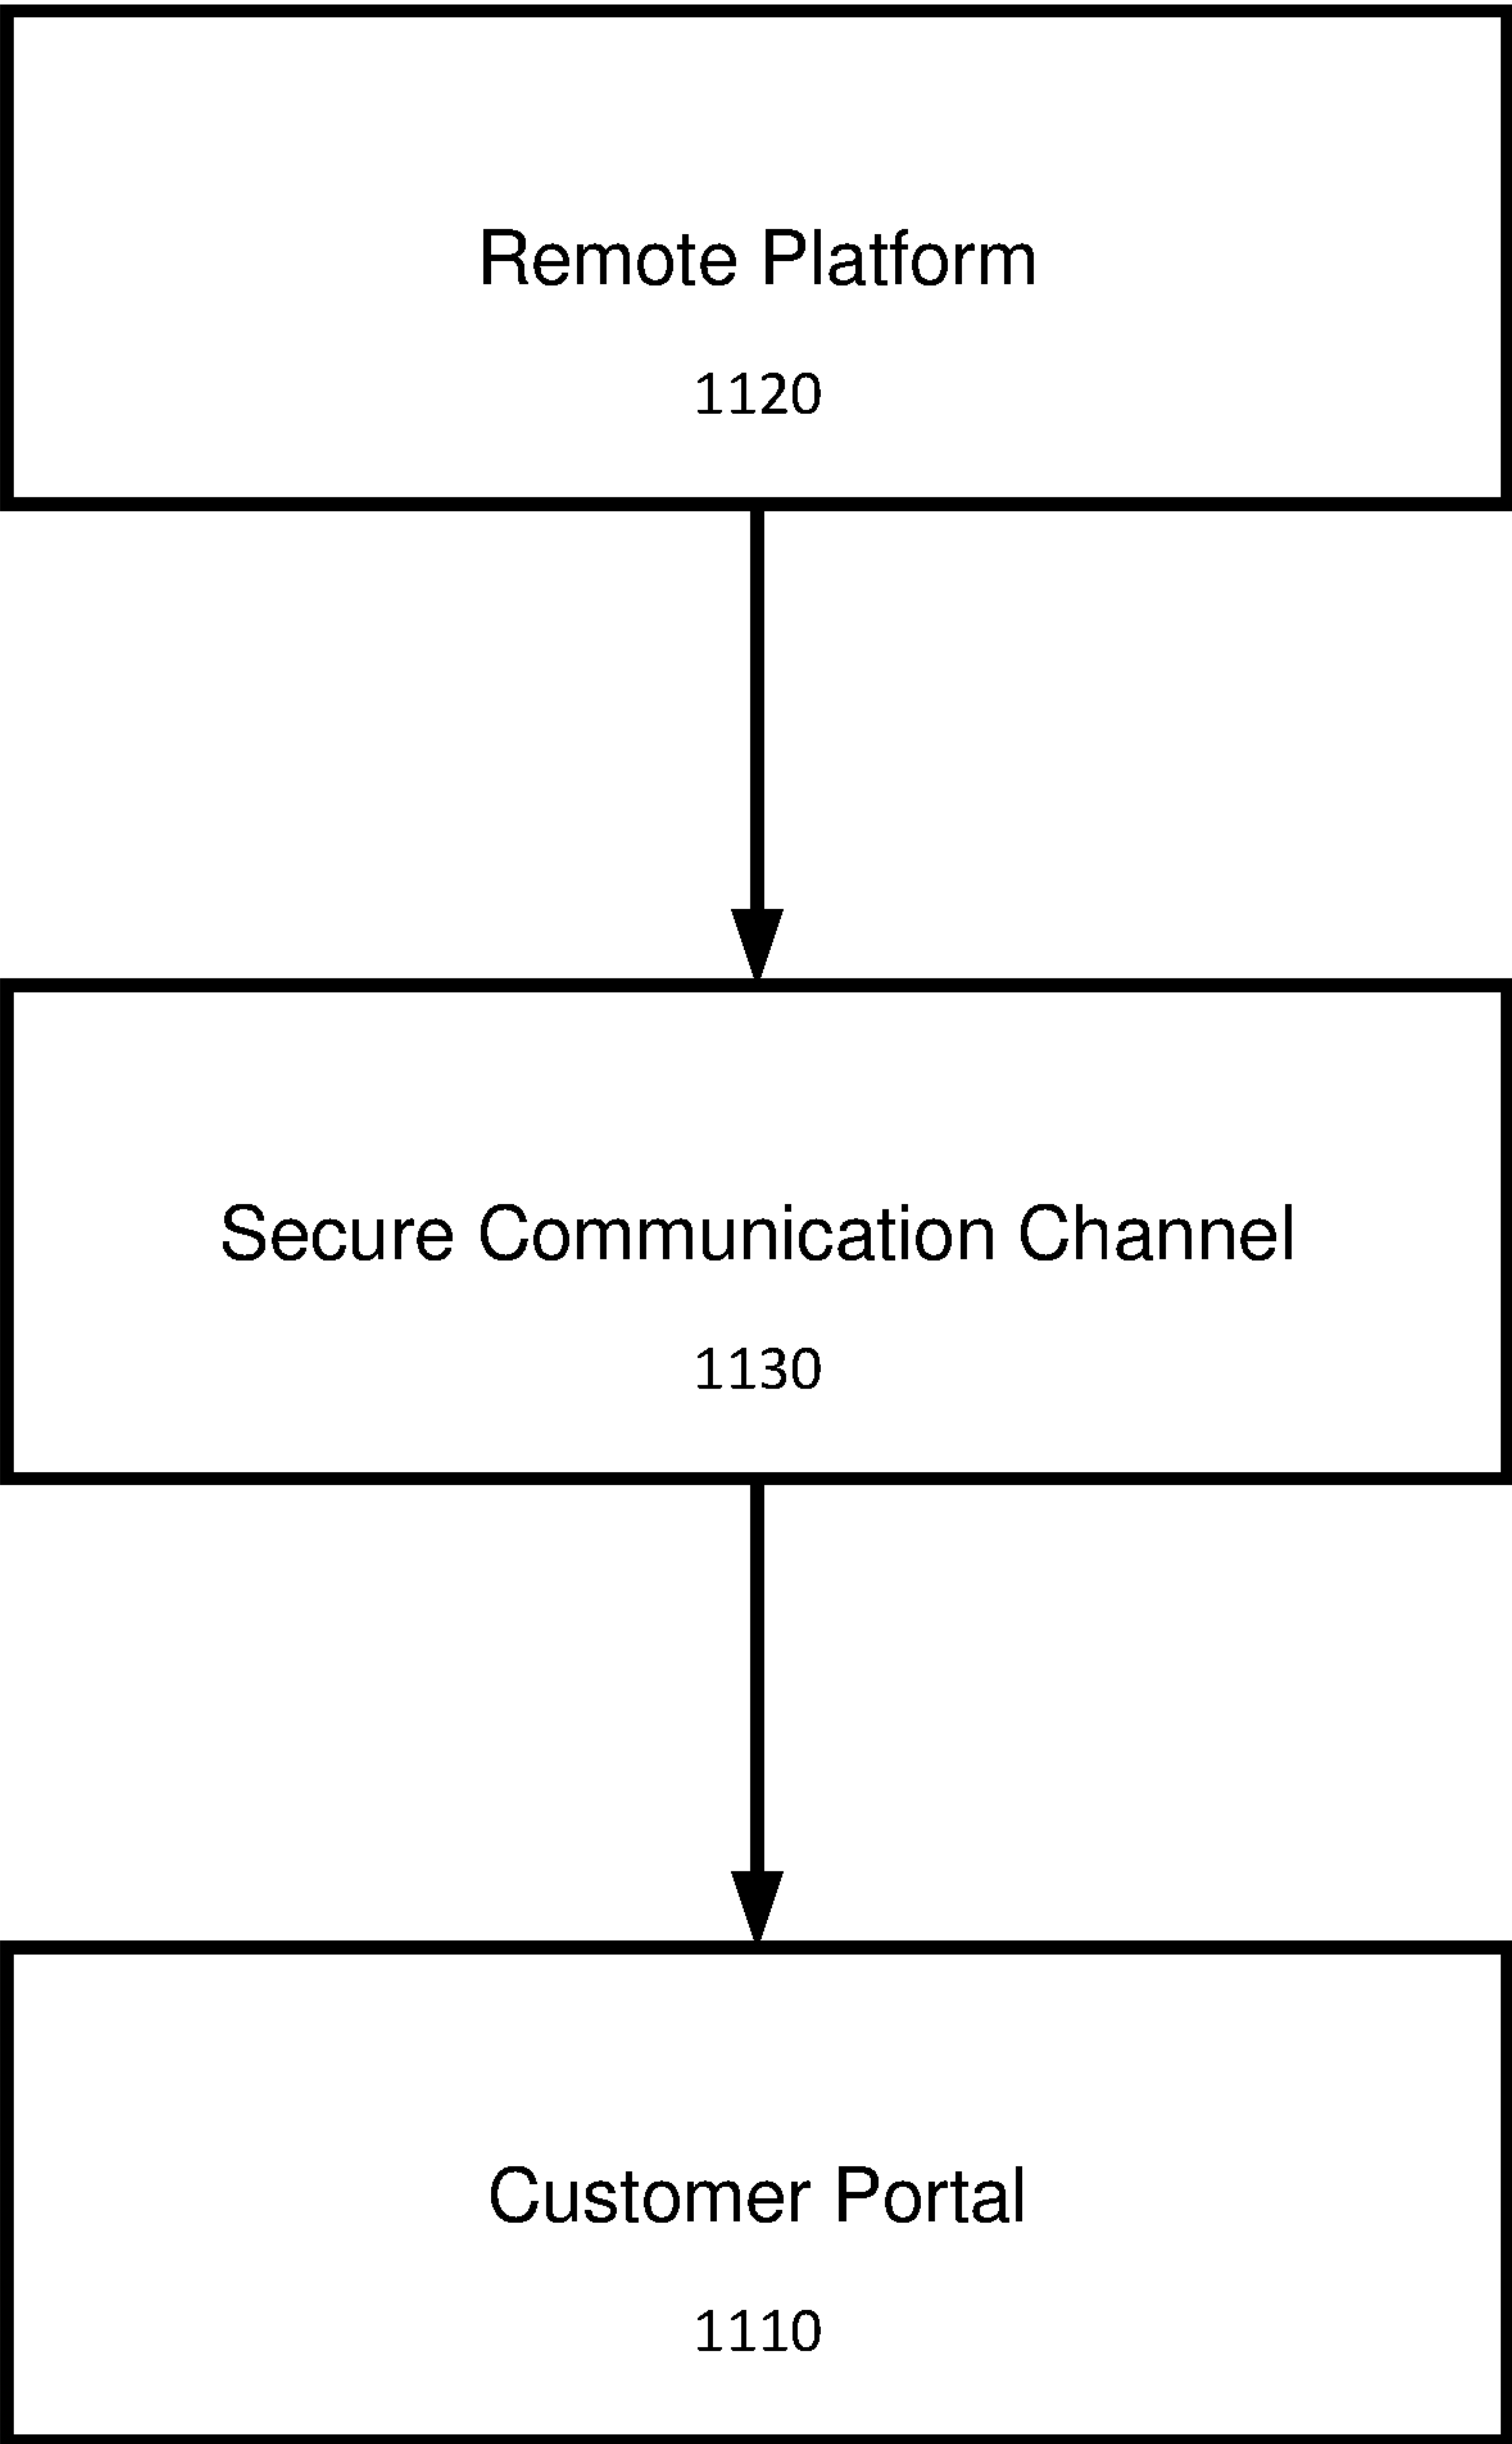 Remote Platform
1120
Secure Communication Channel
1130
Customer Portal
1110